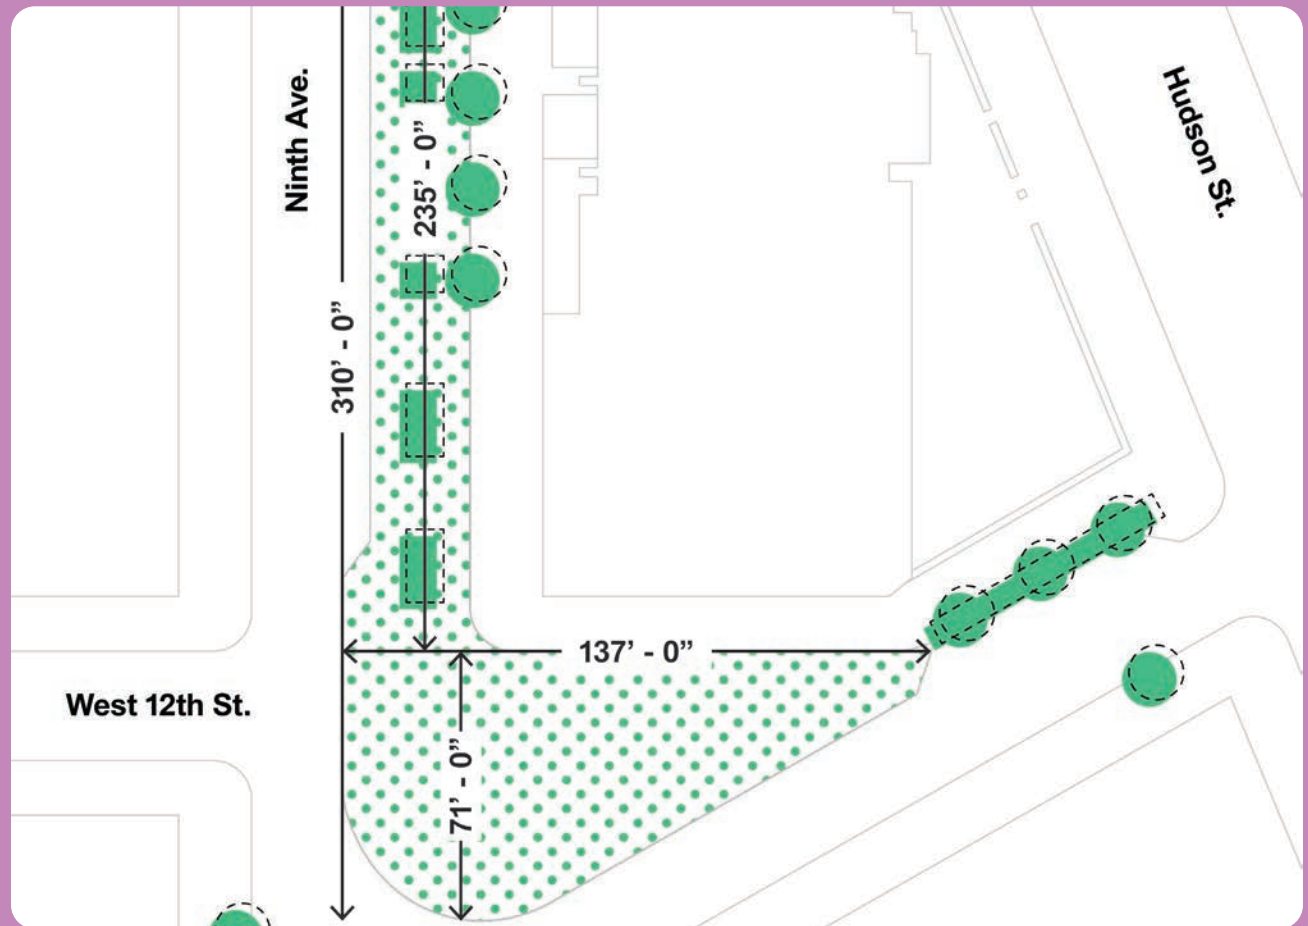 Ninth Ave.
Hudson St.
235’ - 0”
310’ - 0”
137’ - 0”
West 12th St.
71’ - 0”